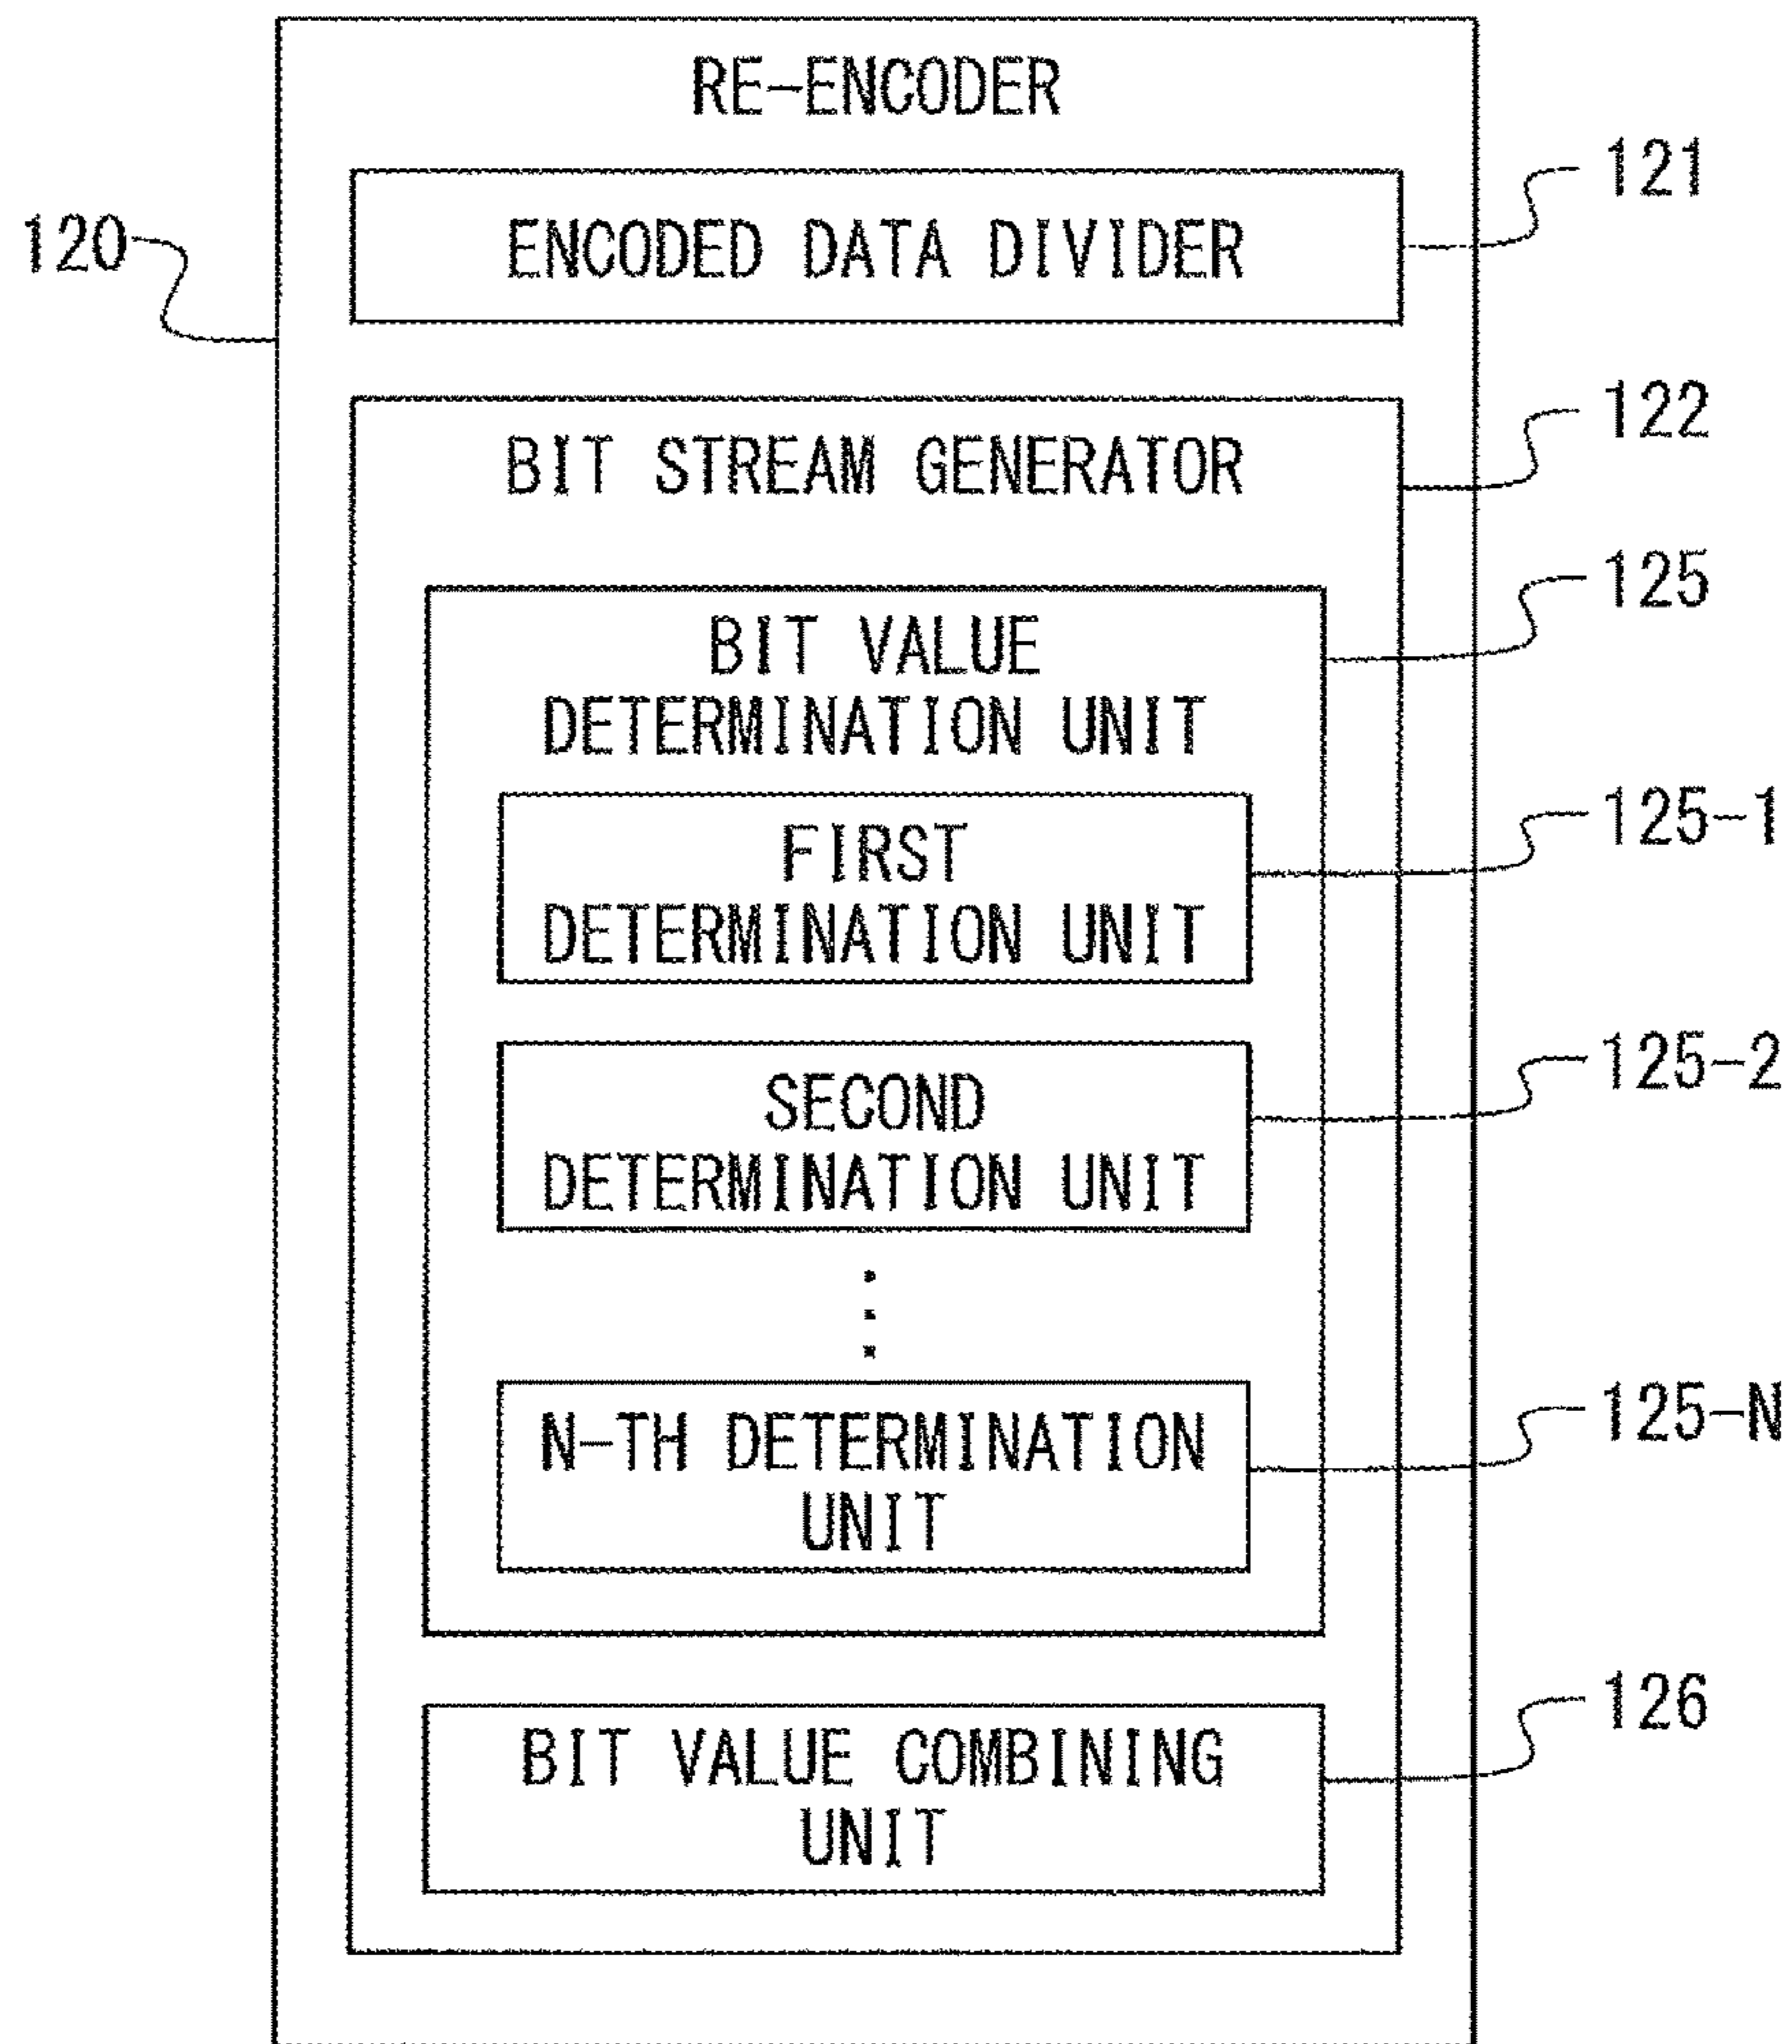 RE-ENCODER
121
ENCODED DATA DIVIDER
120
122
BIT STREAM GENERATOR
125
BIT VALUE
DETERMINATION UNIT
125-1
FIRST
DETERMINATION UNIT
125-2
SECOND
DETERMINATION UNIT
125-N
N-TH DETERMINATION
UNIT
126
BIT VALUE COMBINING
UNIT